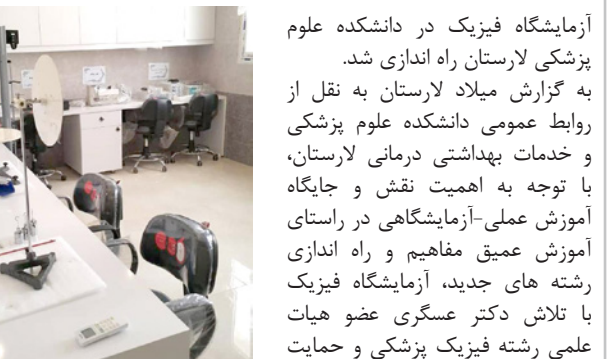 آزمایشگاه فیزیک در دانشکده علوم
پزشکی لارستان راه اندازی شد.
به گزارش میلاد لارستان به نقل از
روابط عمومی دانشکده علوم پزشکی
و خدمات بهداشتی درمانی لارستان،
با توجه به اهمیت نقش و جایگاه
آموزش عملی-آزمایشگاهی در راستای
آموزش عمیق مفاهیم و راه اندازی
رشته های جدید، آزمایشگاه فیزیک
با تلاش دکتر عسگری عضو هیات
علمی رشته فیزیک پزشکی و حمایت